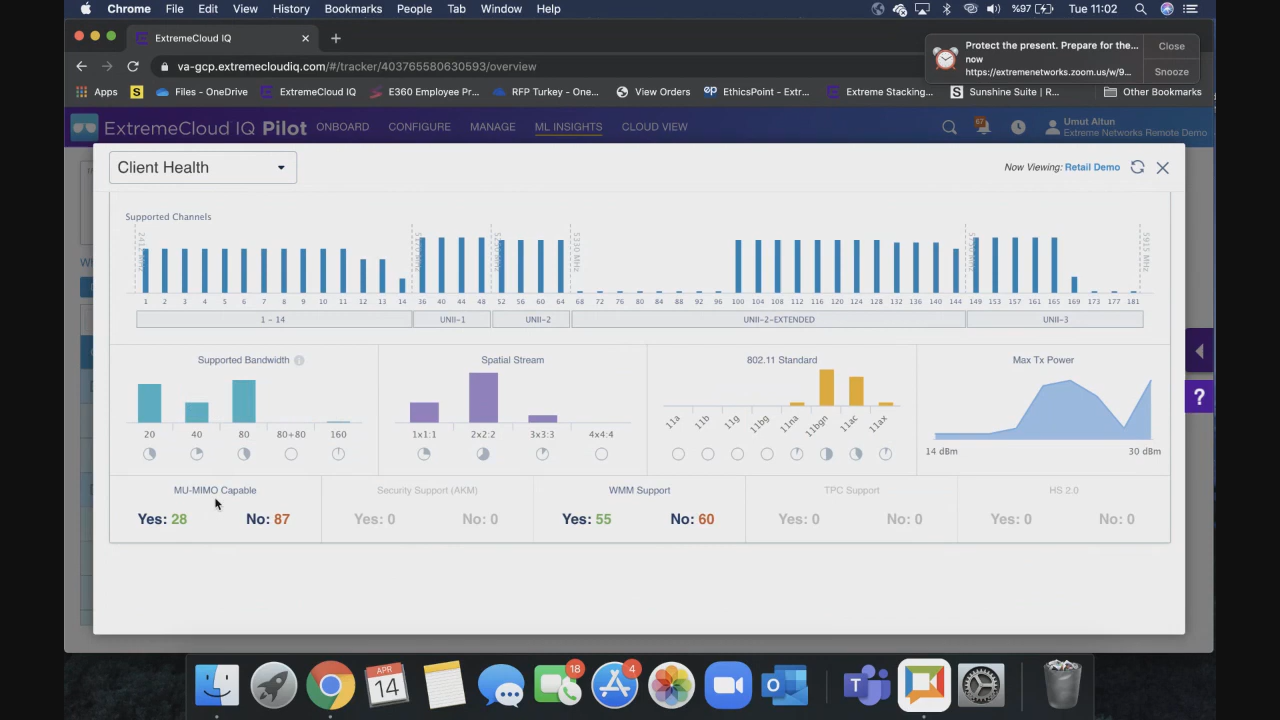 Chrome File Edit View History Bookmarks People Tab Window Help %97 Tue 11:02
ExtremeCloud IQ
Protect the present. Prepare for the...
now
https://extremenetworks.zoom.us/w/9...
Close
Snooze
va-gcp.extremecloudiq.com/#/tracker/403765580630593/overview
Apps S Files - OneDrive ExtremeCloud IQ E360 Employee Pr... RFP Turkey - One... View Orders EthicsPoint - Extr... Extreme Stacking... Sunshine Suite | R... Other Bookmarks
ExtremeCloud IQ Pilot ONBOARD CONFIGURE MANAGE ML INSIGHTS CLOUD VIEW 67 Umut Altun
Extreme Networks Remote Demo
Client Health
Now Viewing: Retail Demo
Supported Channels
5330 MHz
5915 MHz
1 2 3 4 5 6 7 8 9 10 11 12 13 14 36 40 44 48 52 56 60 64 68 72 76 80 84 88 92 96 100 104 108 112 116 120 124 128 132 136 140 144 149 153 157 161 165 169 173 177 181
1 - 14 UNII-1 UNII-2 UNII-2-EXTENDED UNII-3
Supported Bandwidth Spatial Stream 802.11 Standard Max Tx Power
20 40 80 80+80 160
1x1:1 2x2:2 3x3:3 4x4:4
11a 11b 11g 11bg 11na 11bgn 11ac 11ax
14 dBm 30 dBm
MU-MIMO Capable Security Support (AKM) WMM Support TPC Support HS 2.0
Yes: 28 No: 87 Yes: 0 No: 0 Yes: 55 No: 60 Yes: 0 No: 0 Yes: 0 No: 0
?
APR
14
18
4